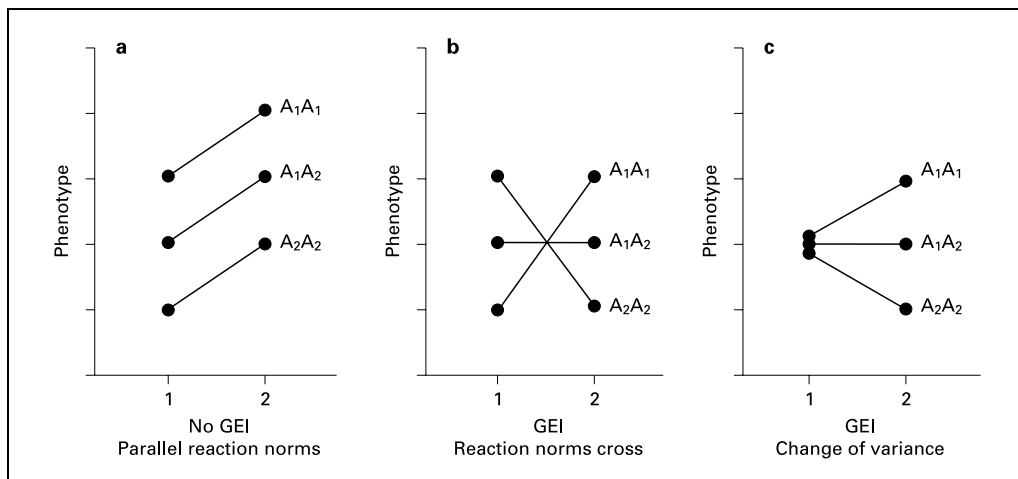 a
Phenotype
A₁A₁
A₁A₂
A₂A₂
1 2
No GEI
Parallel reaction norms
b
Phenotype
A₁A₁
A₁A₂
A₂A₂
1 2
GEI
Reaction norms cross
c
Phenotype
A₁A₁
A₁A₂
A₂A₂
1 2
GEI
Change of variance